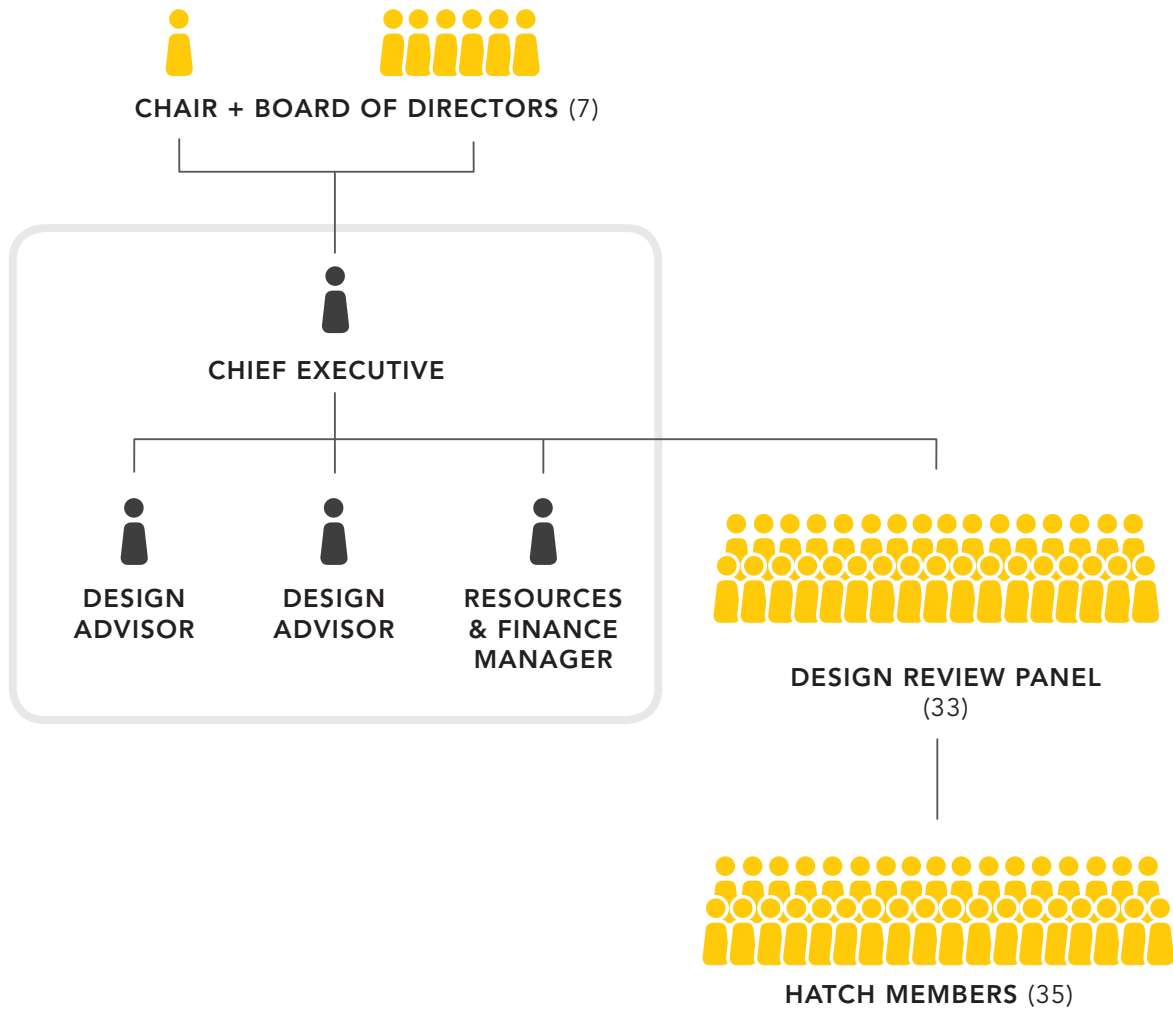 CHAIR + BOARD OF DIRECTORS (7)
CHIEF EXECUTIVE
DESIGN
ADVISOR
DESIGN
ADVISOR
RESOURCES
& FINANCE
MANAGER
DESIGN REVIEW PANEL
(33)
HATCH MEMBERS (35)